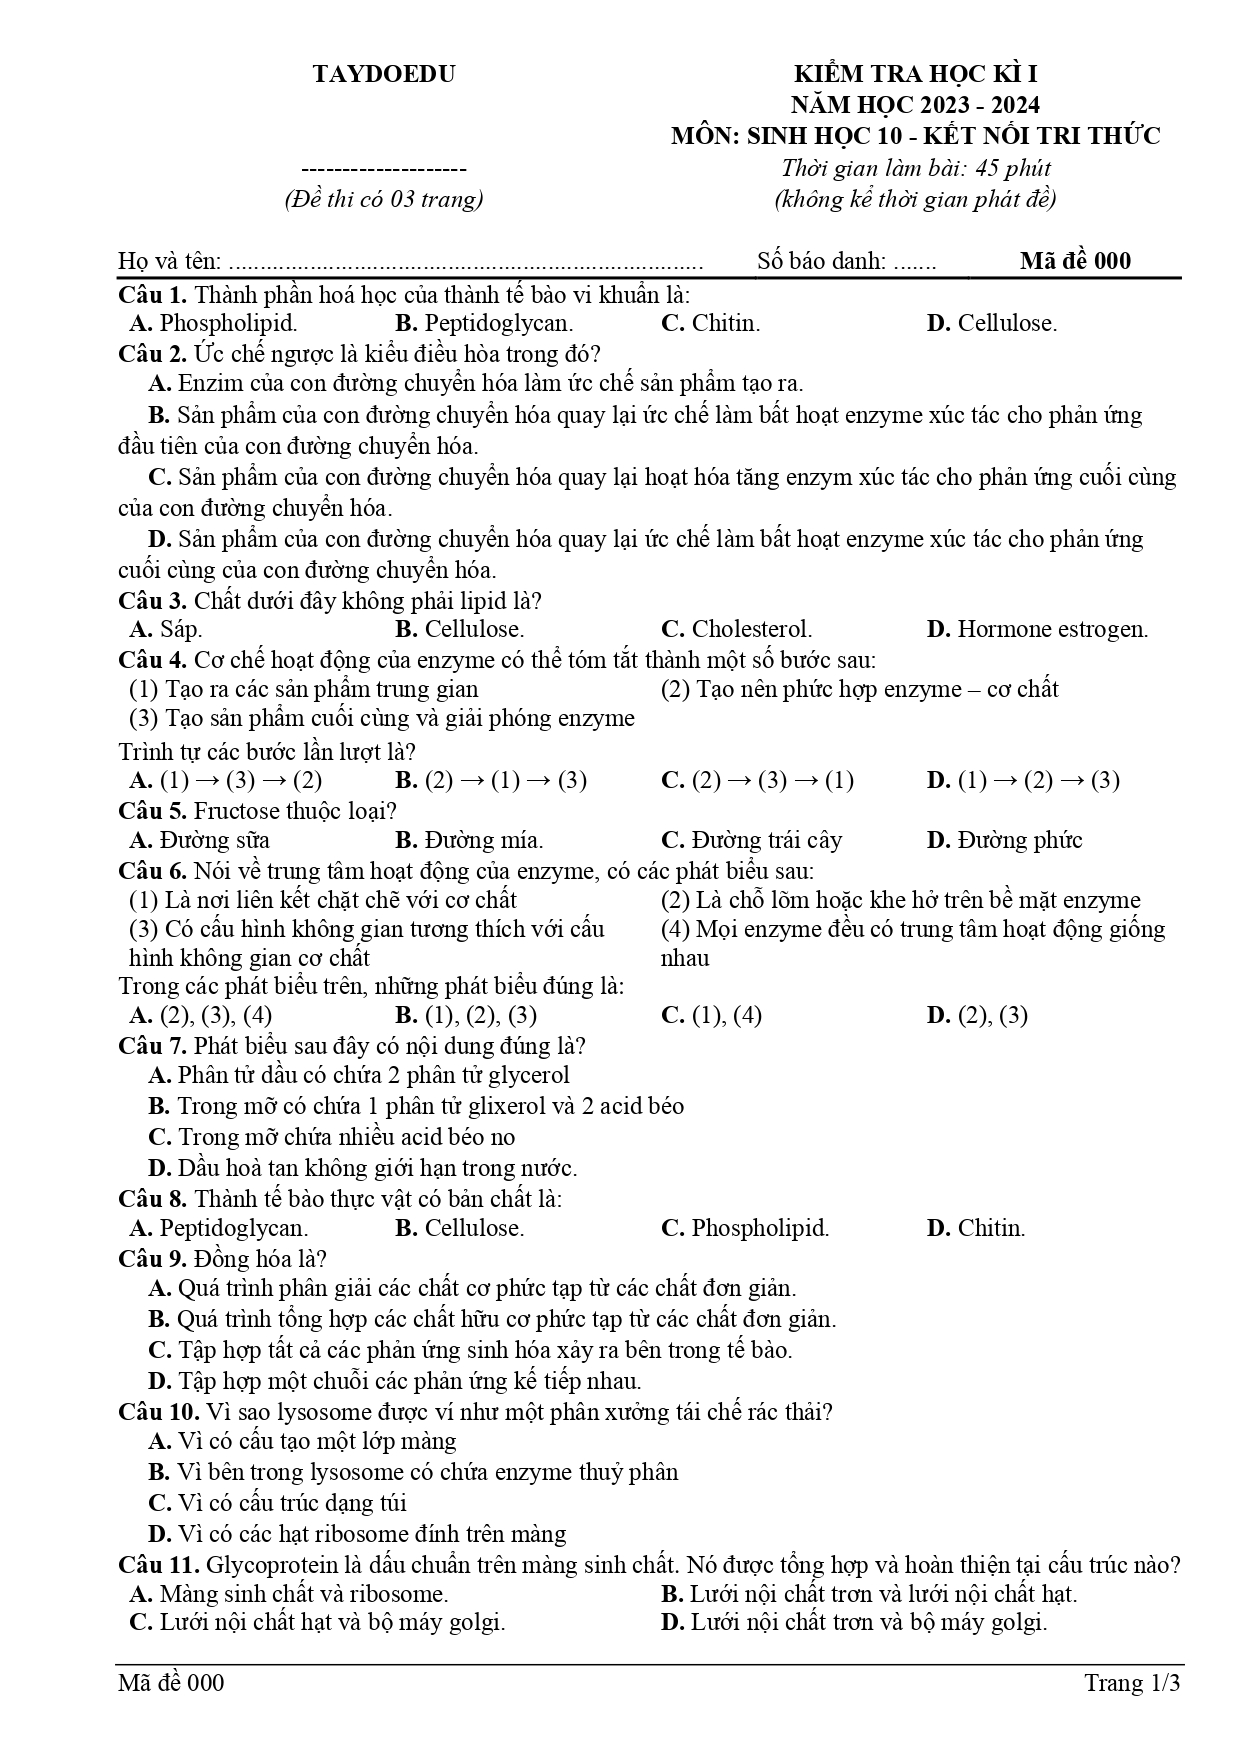 TAYDOEDU
KIỂM TRA HỌC KÌ I
NĂM HỌC 2023 - 2024
MÔN: SINH HỌC 10 - KẾT NỐI TRI THỨC
--------------------
Thời gian làm bài: 45 phút
(Đề thi có 03 trang)
(không kể thời gian phát đề)
Họ và tên: ............................................................................ Số báo danh: ....... Mã đề 000
Câu 1. Thành phần hoá học của thành tế bào vi khuẩn là:
A. Phospholipid. B. Peptidoglycan. C. Chitin. D. Cellulose.
Câu 2. Ức chế ngược là kiểu điều hòa trong đó?
A. Enzim của con đường chuyển hóa làm ức chế sản phẩm tạo ra.
B. Sản phẩm của con đường chuyển hóa quay lại ức chế làm bất hoạt enzyme xúc tác cho phản ứng
đầu tiên của con đường chuyển hóa.
C. Sản phẩm của con đường chuyển hóa quay lại hoạt hóa tăng enzym xúc tác cho phản ứng cuối cùng
của con đường chuyển hóa.
D. Sản phẩm của con đường chuyển hóa quay lại ức chế làm bất hoạt enzyme xúc tác cho phản ứng
cuối cùng của con đường chuyển hóa.
Câu 3. Chất dưới đây không phải lipid là?
A. Sáp. B. Cellulose. C. Cholesterol. D. Hormone estrogen.
Câu 4. Cơ chế hoạt động của enzyme có thể tóm tắt thành một số bước sau:
(1) Tạo ra các sản phẩm trung gian (2) Tạo nên phức hợp enzyme – cơ chất
(3) Tạo sản phẩm cuối cùng và giải phóng enzyme
Trình tự các bước lần lượt là?
A. (1) → (3) → (2) B. (2) → (1) → (3) C. (2) → (3) → (1) D. (1) → (2) → (3)
Câu 5. Fructose thuộc loại?
A. Đường sữa B. Đường mía. C. Đường trái cây D. Đường phức
Câu 6. Nói về trung tâm hoạt động của enzyme, có các phát biểu sau:
(1) Là nơi liên kết chặt chẽ với cơ chất (2) Là chỗ lõm hoặc khe hở trên bề mặt enzyme
(3) Có cấu hình không gian tương thích với cấu (4) Mọi enzyme đều có trung tâm hoạt động giống
hình không gian cơ chất nhau
Trong các phát biểu trên, những phát biểu đúng là:
A. (2), (3), (4) B. (1), (2), (3) C. (1), (4) D. (2), (3)
Câu 7. Phát biểu sau đây có nội dung đúng là?
A. Phân tử dầu có chứa 2 phân tử glycerol
B. Trong mỡ có chứa 1 phân tử glixerol và 2 acid béo
C. Trong mỡ chứa nhiều acid béo no
D. Dầu hoà tan không giới hạn trong nước.
Câu 8. Thành tế bào thực vật có bản chất là:
A. Peptidoglycan. B. Cellulose. C. Phospholipid. D. Chitin.
Câu 9. Đồng hóa là?
A. Quá trình phân giải các chất cơ phức tạp từ các chất đơn giản.
B. Quá trình tổng hợp các chất hữu cơ phức tạp từ các chất đơn giản.
C. Tập hợp tất cả các phản ứng sinh hóa xảy ra bên trong tế bào.
D. Tập hợp một chuỗi các phản ứng kế tiếp nhau.
Câu 10. Vì sao lysosome được ví như một phân xưởng tái chế rác thải?
A. Vì có cấu tạo một lớp màng
B. Vì bên trong lysosome có chứa enzyme thuỷ phân
C. Vì có cấu trúc dạng túi
D. Vì có các hạt ribosome đính trên màng
Câu 11. Glycoprotein là dấu chuẩn trên màng sinh chất. Nó được tổng hợp và hoàn thiện tại cấu trúc nào?
A. Màng sinh chất và ribosome. B. Lưới nội chất trơn và lưới nội chất hạt.
C. Lưới nội chất hạt và bộ máy golgi. D. Lưới nội chất trơn và bộ máy golgi.
Mã đề 000 Trang 1/3